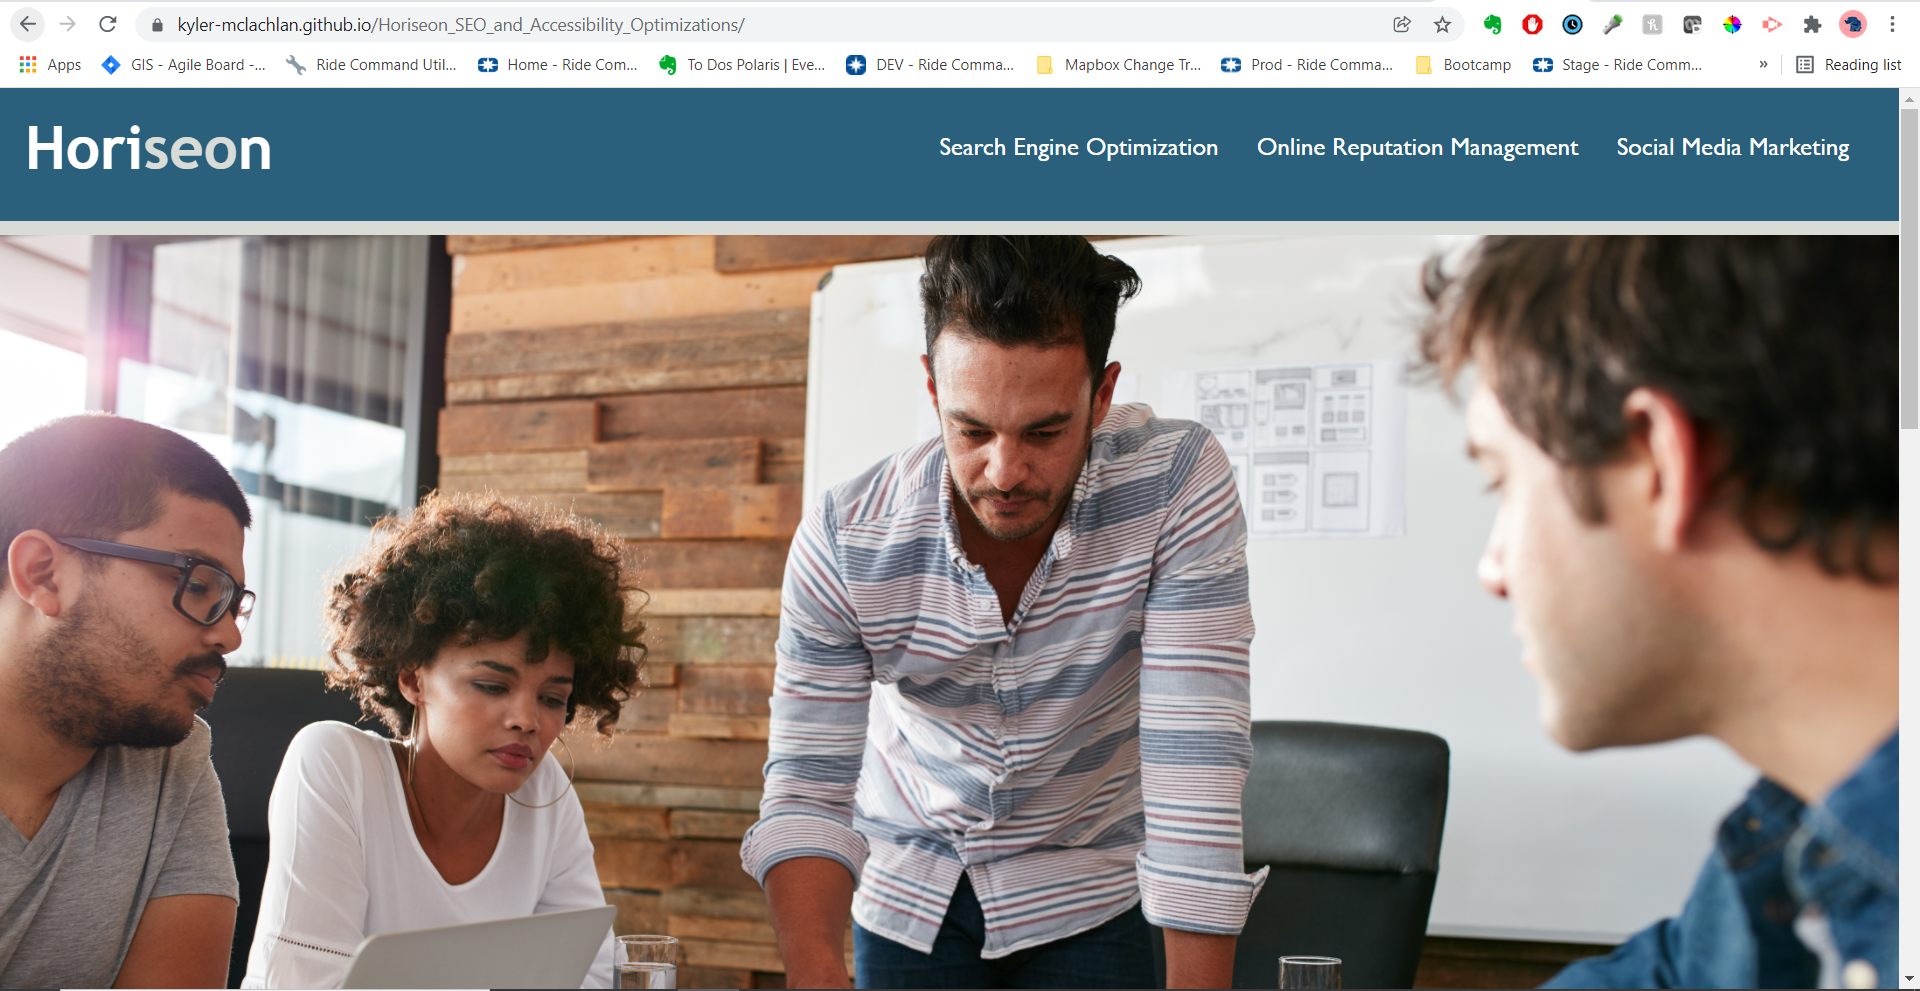 kyler-mclachlan.github.io/Horiseon_SEO_and_Accessibility_Optimizations/
Apps GIS - Agile Board -... Ride Command Util... Home - Ride Com... To Dos Polaris | Eve... DEV - Ride Comma... Mapbox Change Tr... Prod - Ride Comma... Bootcamp Stage - Ride Comm... » Reading list
Horiseon Search Engine Optimization Online Reputation Management Social Media Marketing